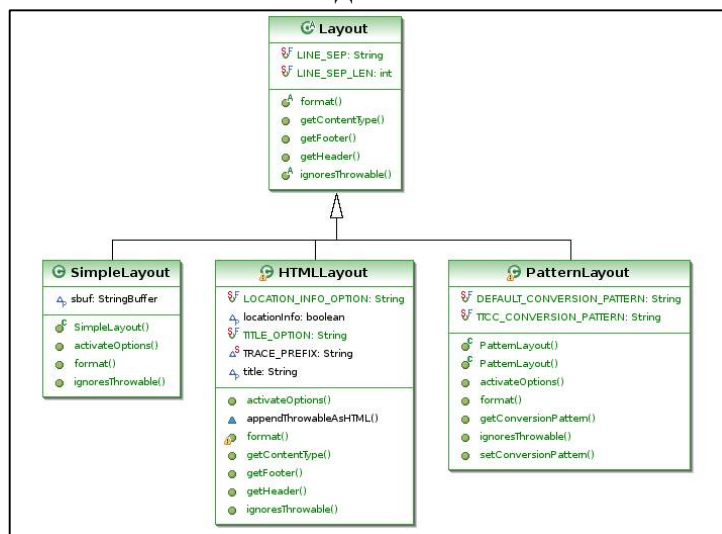 Layout
LINE_SEP: String
LINE_SEP_LEN: int
format()
getContentType()
getFooter()
getHeader()
ignoresThrowable()
SimpleLayout
sbuf: StringBuffer
SimpleLayout()
activateOptions()
format()
ignoresThrowable()
HTMLLayout
LOCATION_INFO_OPTION: String
locationInfo: boolean
TITLE_OPTION: String
TRACE_PREFIX: String
title: String
activateOptions()
appendThrowableAsHTML()
format()
getContentType()
getFooter()
getHeader()
ignoresThrowable()
PatternLayout
DEFAULT_CONVERSION_PATTERN: String
TTCC_CONVERSION_PATTERN: String
PatternLayout()
PatternLayout()
activateOptions()
format()
getConversionPattern()
ignoresThrowable()
setConversionPattern()